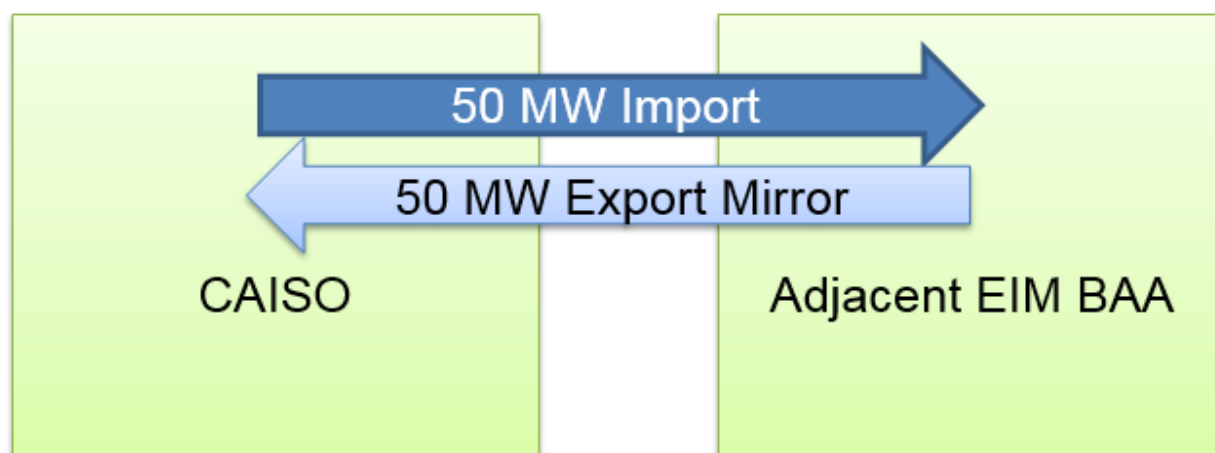 50 MW Import
50 MW Export Mirror
CAISO
Adjacent EIM BAA